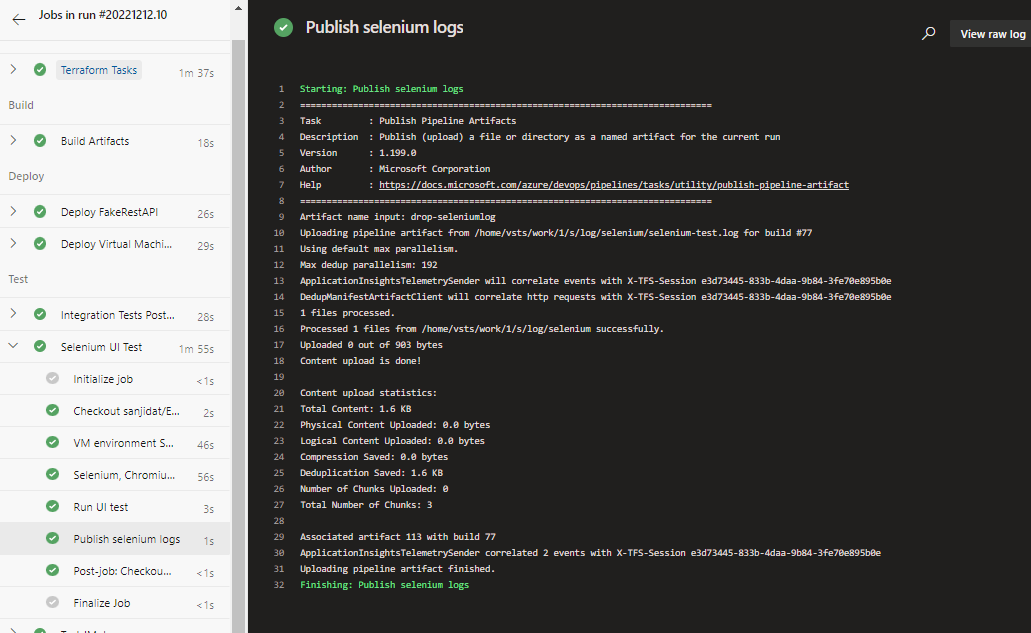 Jobs in run #20221212.10
Terraform Tasks 1m 37s
Build
Build Artifacts 18s
Deploy
Deploy FakeRestAPI 26s
Deploy Virtual Machi... 29s
Test
Integration Tests Post... 28s
Selenium UI Test 1m 55s
Initialize job <1s
Checkout sanjidat/E... 2s
VM environment S... 46s
Selenium, Chromiu... 56s
Run UI test 3s
Publish selenium logs 1s
Post-job: Checkou... <1s
Finalize Job <1s
Publish selenium logs
View raw log
1 Starting: Publish selenium logs
2 ==============================================================================
3 Task : Publish Pipeline Artifacts
4 Description : Publish (upload) a file or directory as a named artifact for the current run
5 Version : 1.199.0
6 Author : Microsoft Corporation
7 Help : https://docs.microsoft.com/azure/devops/pipelines/tasks/utility/publish-pipeline-artifact
8 ==============================================================================
9 Artifact name input: drop-seleniumlog
10 Uploading pipeline artifact from /home/vsts/work/1/s/log/selenium/selenium-test.log for build #77
11 Using default max parallelism.
12 Max dedup parallelism: 192
13 ApplicationInsightsTelemetrySender will correlate events with X-TFS-Session e3d73445-833b-4daa-9b84-3fe70e895b0e
14 DedupManifestArtifactClient will correlate http requests with X-TFS-Session e3d73445-833b-4daa-9b84-3fe70e895b0e
15 1 files processed.
16 Processed 1 files from /home/vsts/work/1/s/log/selenium successfully.
17 Uploaded 0 out of 903 bytes
18 Content upload is done!
19
20 Content upload statistics:
21 Total Content: 1.6 KB
22 Physical Content Uploaded: 0.0 bytes
23 Logical Content Uploaded: 0.0 bytes
24 Compression Saved: 0.0 bytes
25 Deduplication Saved: 1.6 KB
26 Number of Chunks Uploaded: 0
27 Total Number of Chunks: 3
28
29 Associated artifact 113 with build 77
30 ApplicationInsightsTelemetrySender correlated 2 events with X-TFS-Session e3d73445-833b-4daa-9b84-3fe70e895b0e
31 Uploading pipeline artifact finished.
32 Finishing: Publish selenium logs